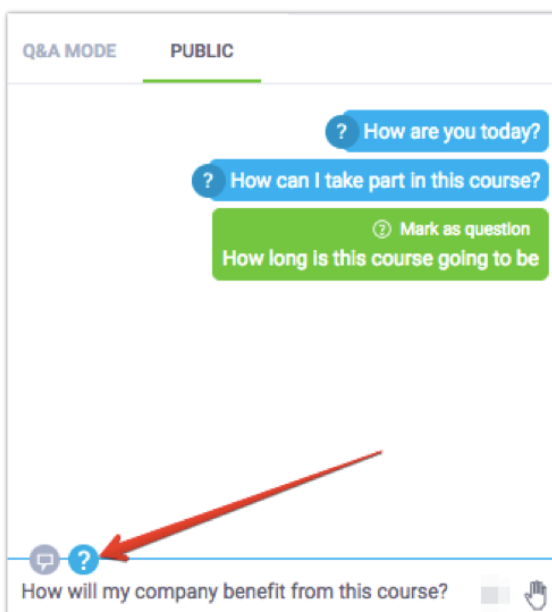 Q&A MODE PUBLIC
? How are you today?
? How can I take part in this course?
? Mark as question
How long is this course going to be
?
How will my company benefit from this course?